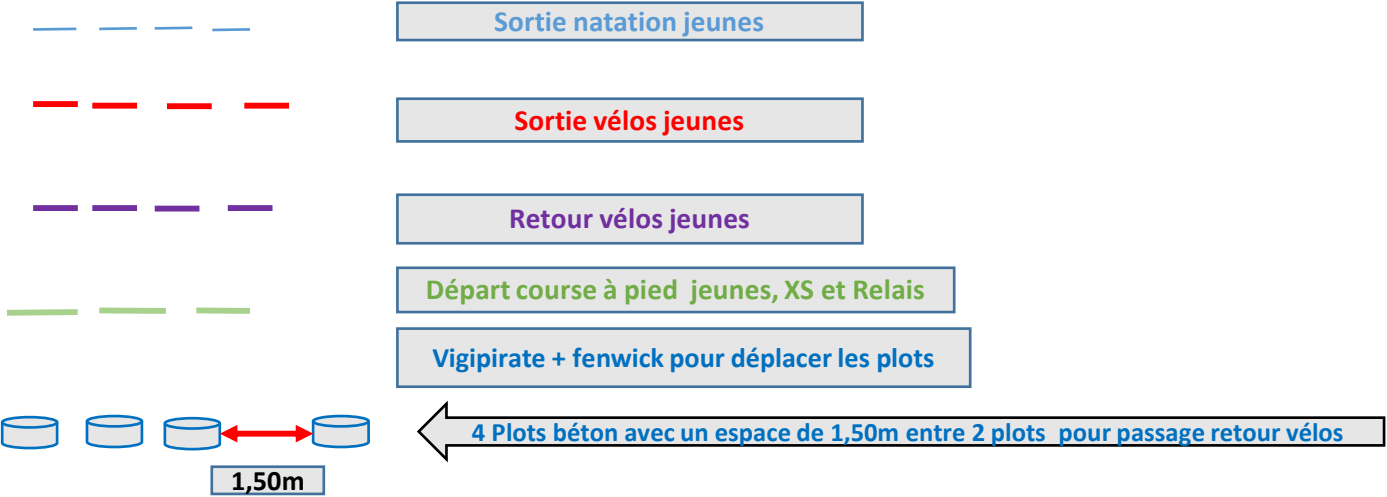 Sortie natation jeunes
Sortie vélos jeunes
Retour vélos jeunes
Départ course à pied jeunes, XS et Relais
Vigipirate + fenwick pour déplacer les plots
4 Plots béton avec un espace de 1,50m entre 2 plots pour passage retour vélos
1,50m